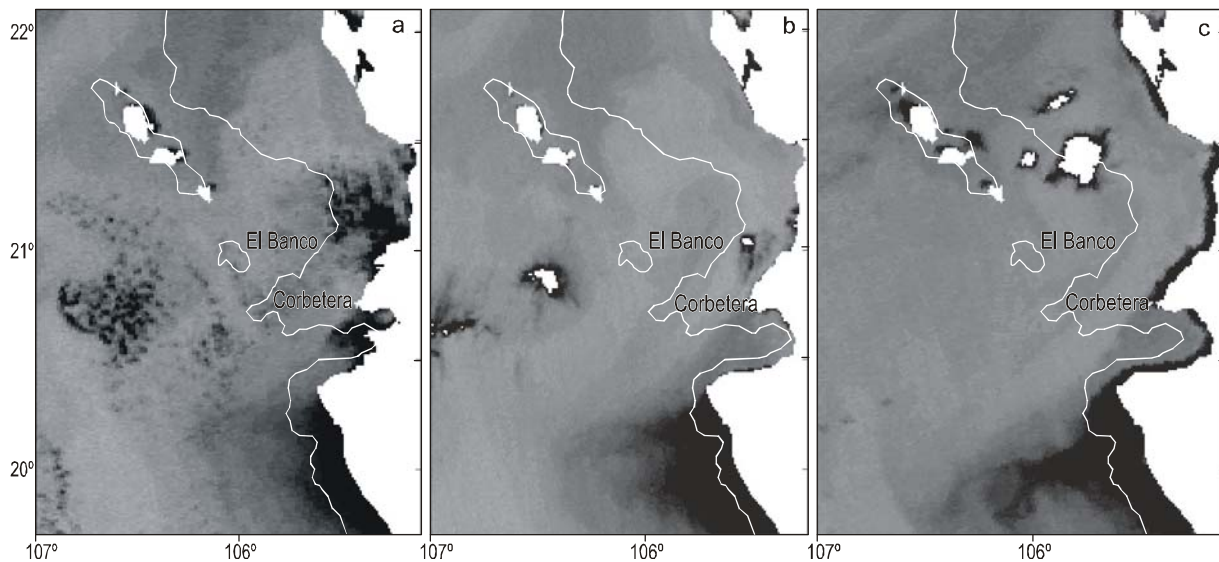 a
b
c
22º
21º
20º
El Banco
Corbetera
El Banco
Corbetera
El Banco
Corbetera
107º
106º
107º
106º
107º
106º